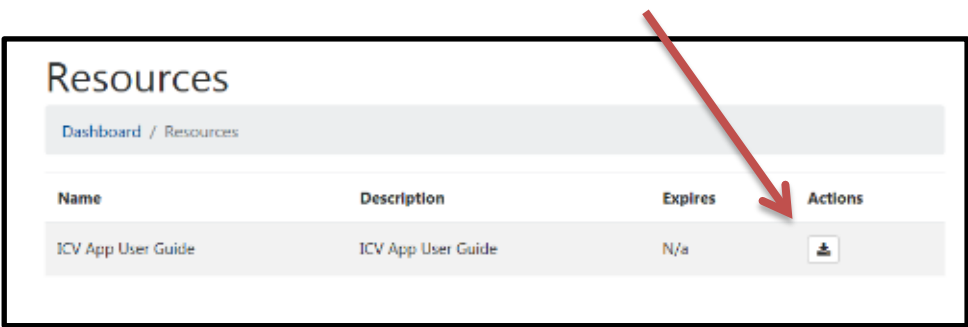 Resources
Dashboard / Resources
Name Description Expires Actions
ICV App User Guide ICV App User Guide N/a